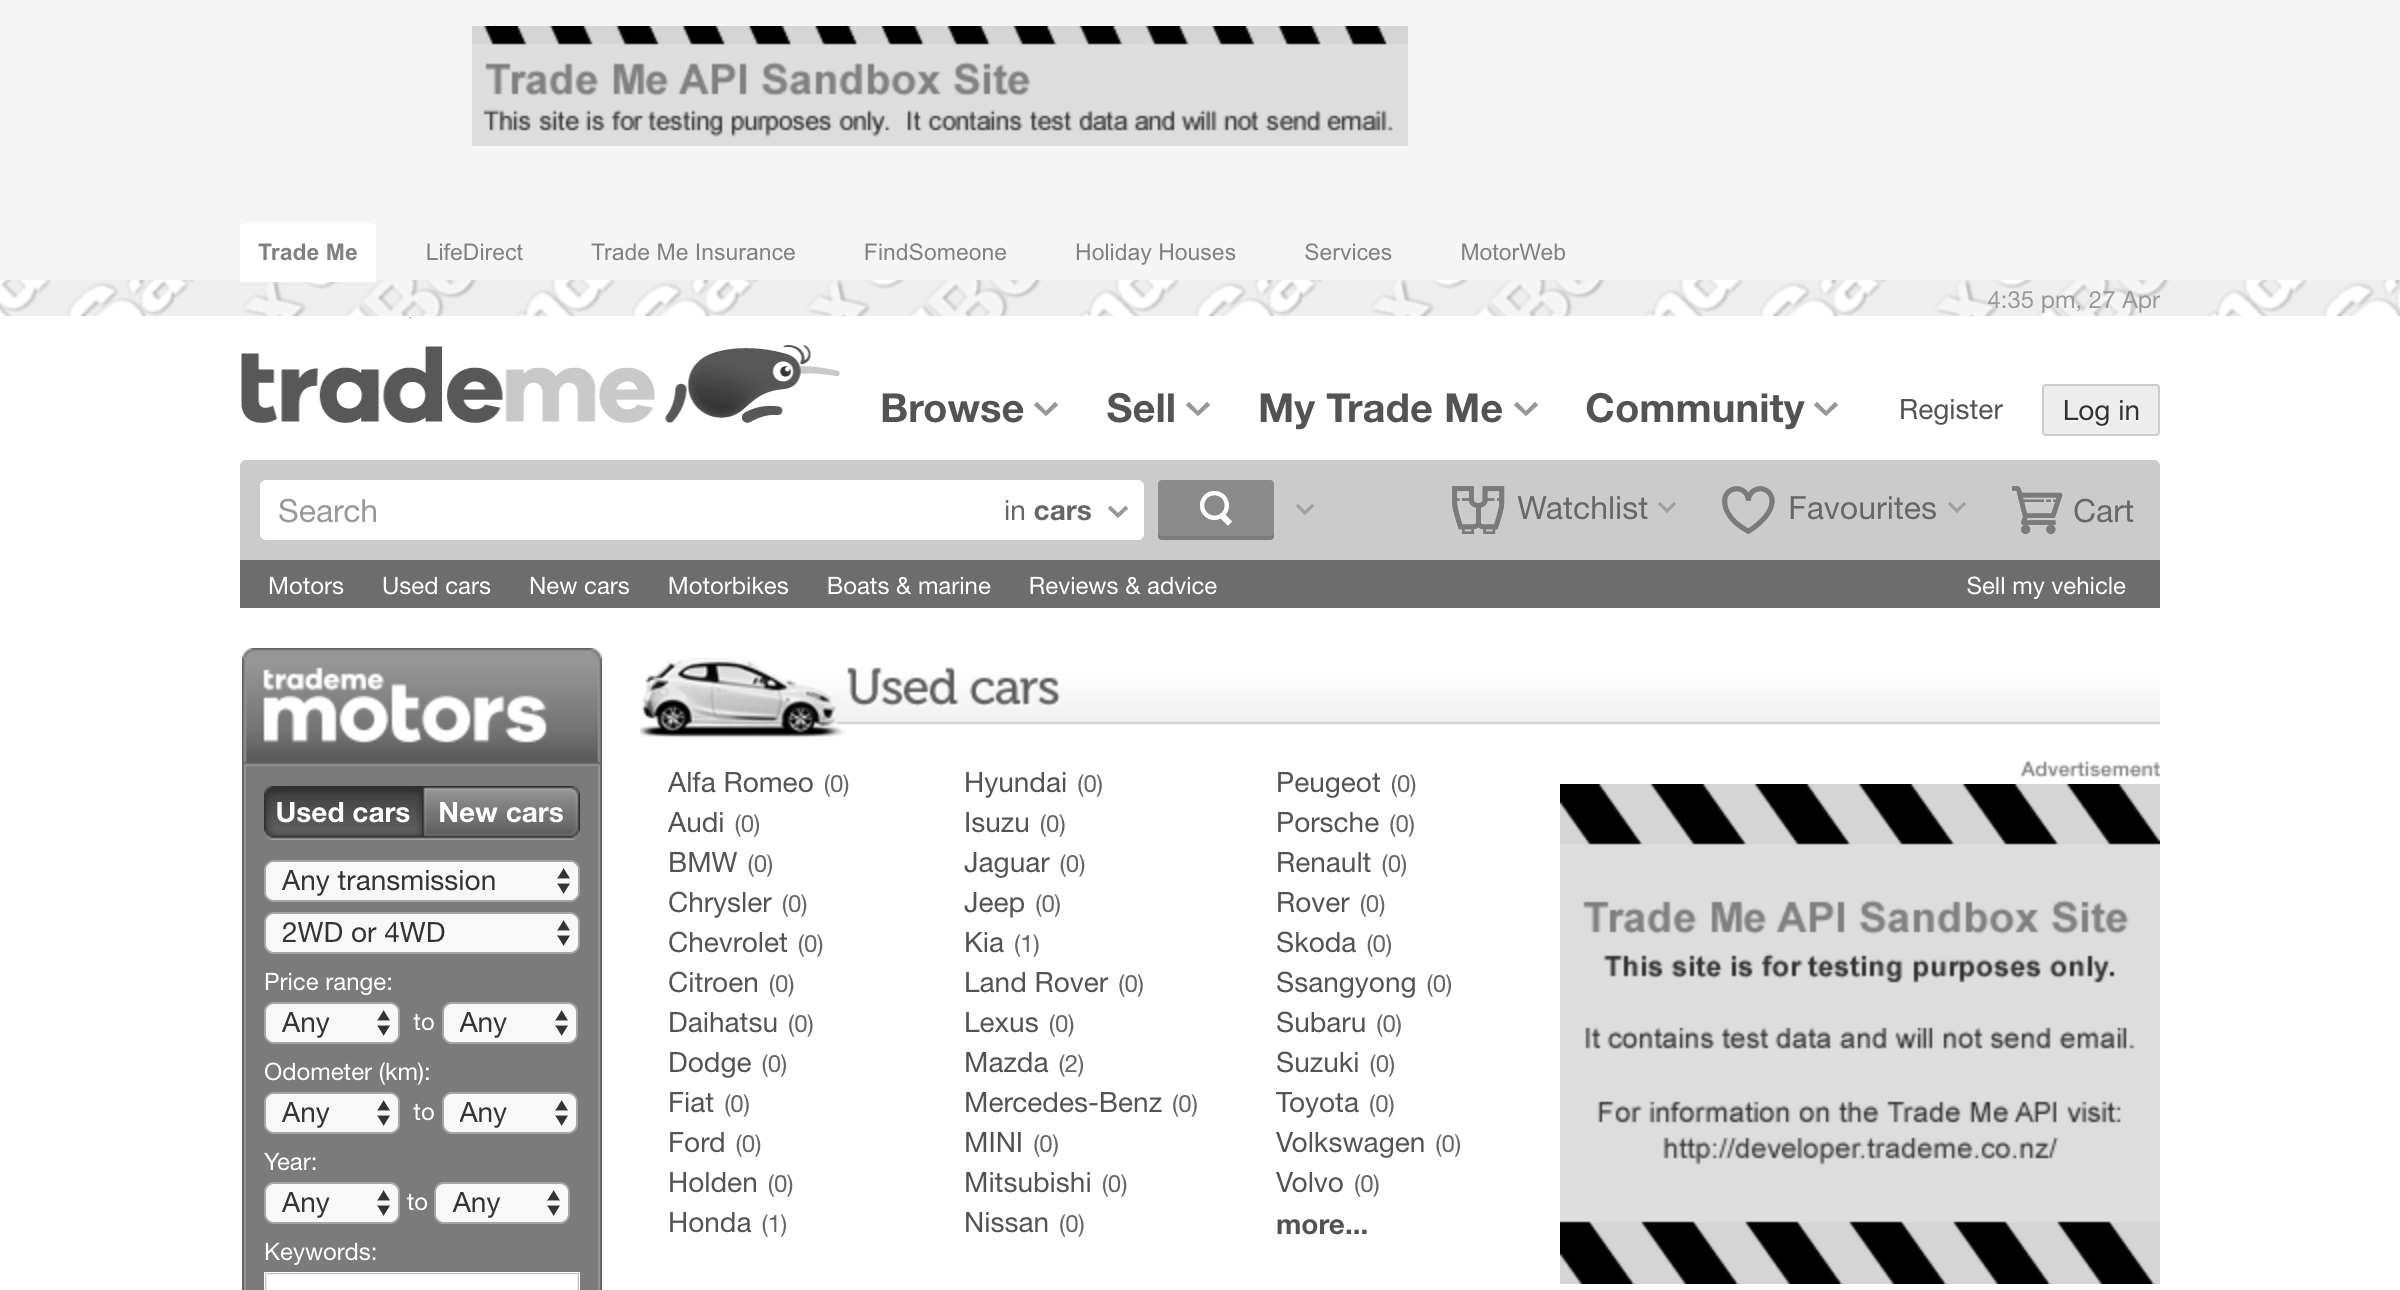 Trade Me API Sandbox Site
This site is for testing purposes only. It contains test data and will not send email.
Trade Me LifeDirect Trade Me Insurance FindSomeone Holiday Houses Services MotorWeb
4:35 pm, 27 Apr
trademe
Browse Sell My Trade Me Community Register Log in
Search in cars Watchlist Favourites Cart
Motors Used cars New cars Motorbikes Boats & marine Reviews & advice Sell my vehicle
trademe
motors
Used cars New cars
Any transmission
2WD or 4WD
Price range:
Any to Any
Odometer (km):
Any to Any
Year:
Any to Any
Keywords:
Used cars
Alfa Romeo (0)
Audi (0)
BMW (0)
Chrysler (0)
Chevrolet (0)
Citroen (0)
Daihatsu (0)
Dodge (0)
Fiat (0)
Ford (0)
Holden (0)
Honda (1)
Hyundai (0)
Isuzu (0)
Jaguar (0)
Jeep (0)
Kia (1)
Land Rover (0)
Lexus (0)
Mazda (2)
Mercedes-Benz (0)
MINI (0)
Mitsubishi (0)
Nissan (0)
Peugeot (0)
Porsche (0)
Renault (0)
Rover (0)
Skoda (0)
Ssangyong (0)
Subaru (0)
Suzuki (0)
Toyota (0)
Volkswagen (0)
Volvo (0)
more...
Advertisement
Trade Me API Sandbox Site
This site is for testing purposes only.
It contains test data and will not send email.
For information on the Trade Me API visit:
http://developer.trademe.co.nz/